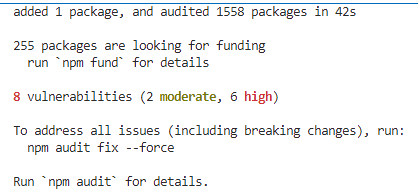 added 1 package, and audited 1558 packages in 42s
255 packages are looking for funding
run `npm fund` for details
8 vulnerabilities (2 moderate, 6 high)
To address all issues (including breaking changes), run:
npm audit fix --force
Run `npm audit` for details.